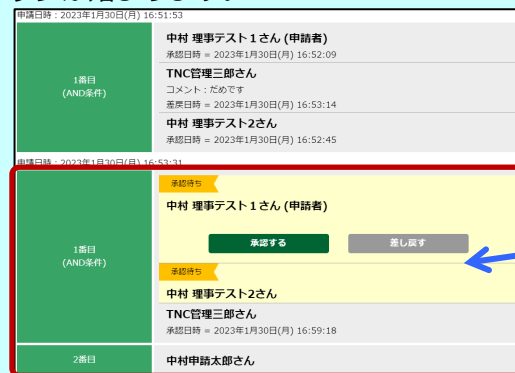 申請日時：2023年1月30日(月) 16:51:53
1番目
(AND条件)
中村 理事テスト１さん (申請者)
承認日時 = 2023年1月30日(月) 16:52:09
TNC管理三郎さん
コメント：だめです
差戻日時 = 2023年1月30日(月) 16:53:14
中村 理事テスト2さん
承認日時 = 2023年1月30日(月) 16:52:45
申請日時：2023年1月30日(月) 16:53:31
1番目
(AND条件)
承認待ち
中村 理事テスト１さん (申請者)
承認する
差し戻す
承認待ち
中村 理事テスト2さん
TNC管理三郎さん
承認日時 = 2023年1月30日(月) 16:59:18
2番目
中村申請太郎さん